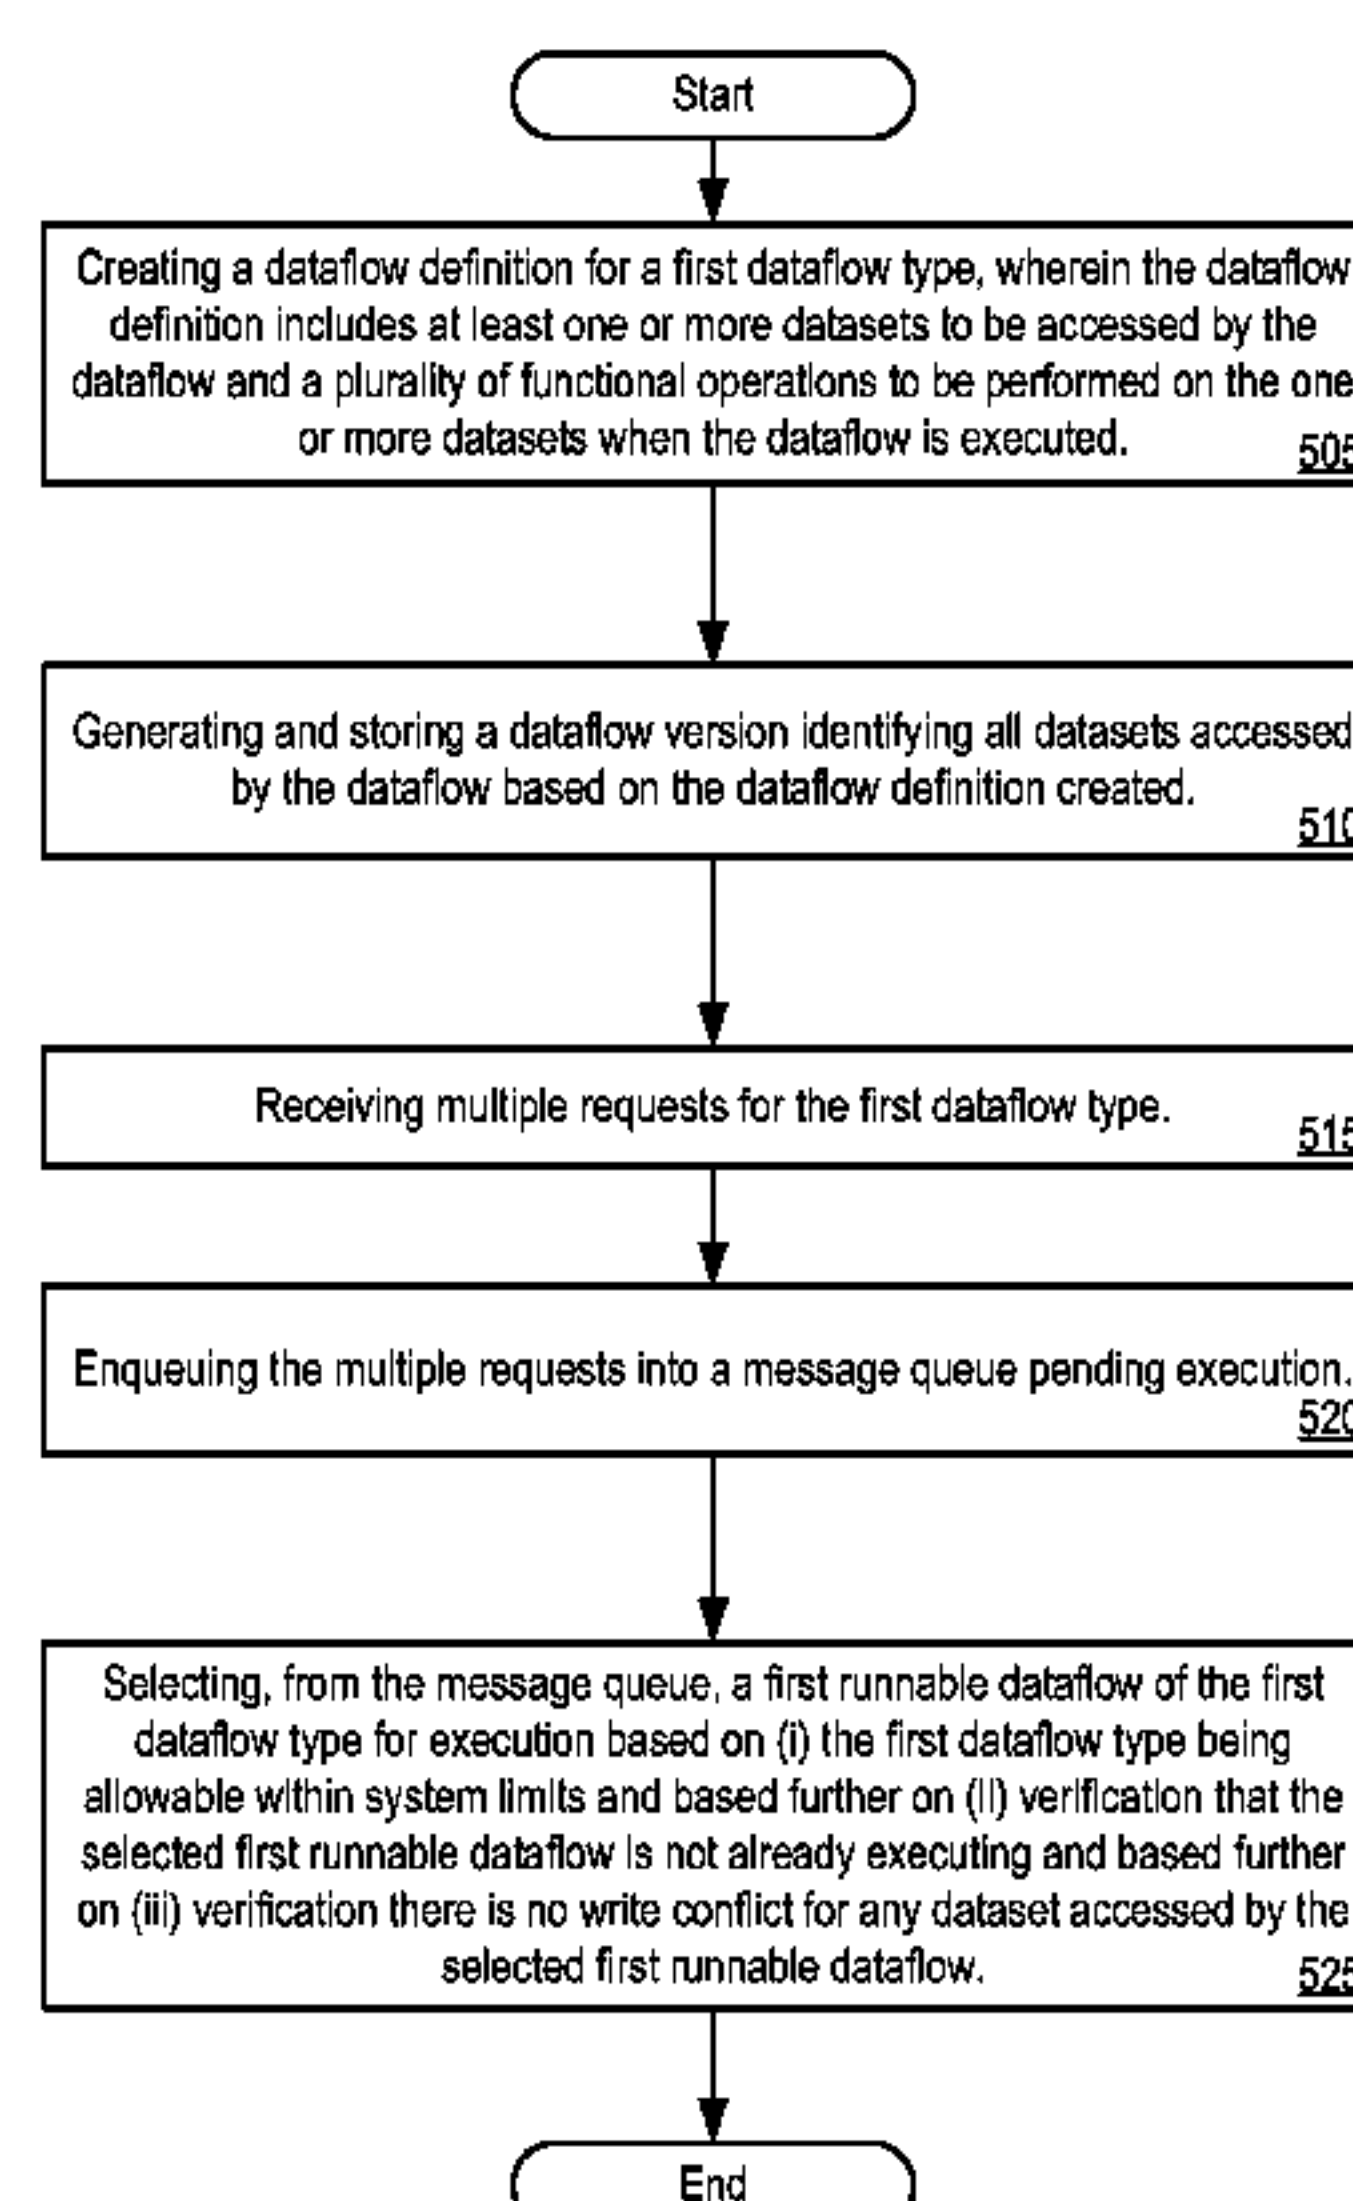 Start
Creating a dataflow definition for a first dataflow type, wherein the dataflow
definition includes at least one or more datasets to be accessed by the
dataflow and a plurality of functional operations to be performed on the one
or more datasets when the dataflow is executed.
505
Generating and storing a dataflow version identifying all datasets accessed
by the dataflow based on the dataflow definition created.
510
Receiving multiple requests for the first dataflow type.
515
Enqueuing the multiple requests into a message queue pending execution.
520
Selecting, from the message queue, a first runnable dataflow of the first
dataflow type for execution based on (i) the first dataflow type being
allowable within system limits and based further on (ii) verification that the
selected first runnable dataflow is not already executing and based further
on (iii) verification there is no write conflict for any dataset accessed by the
selected first runnable dataflow.
525
End